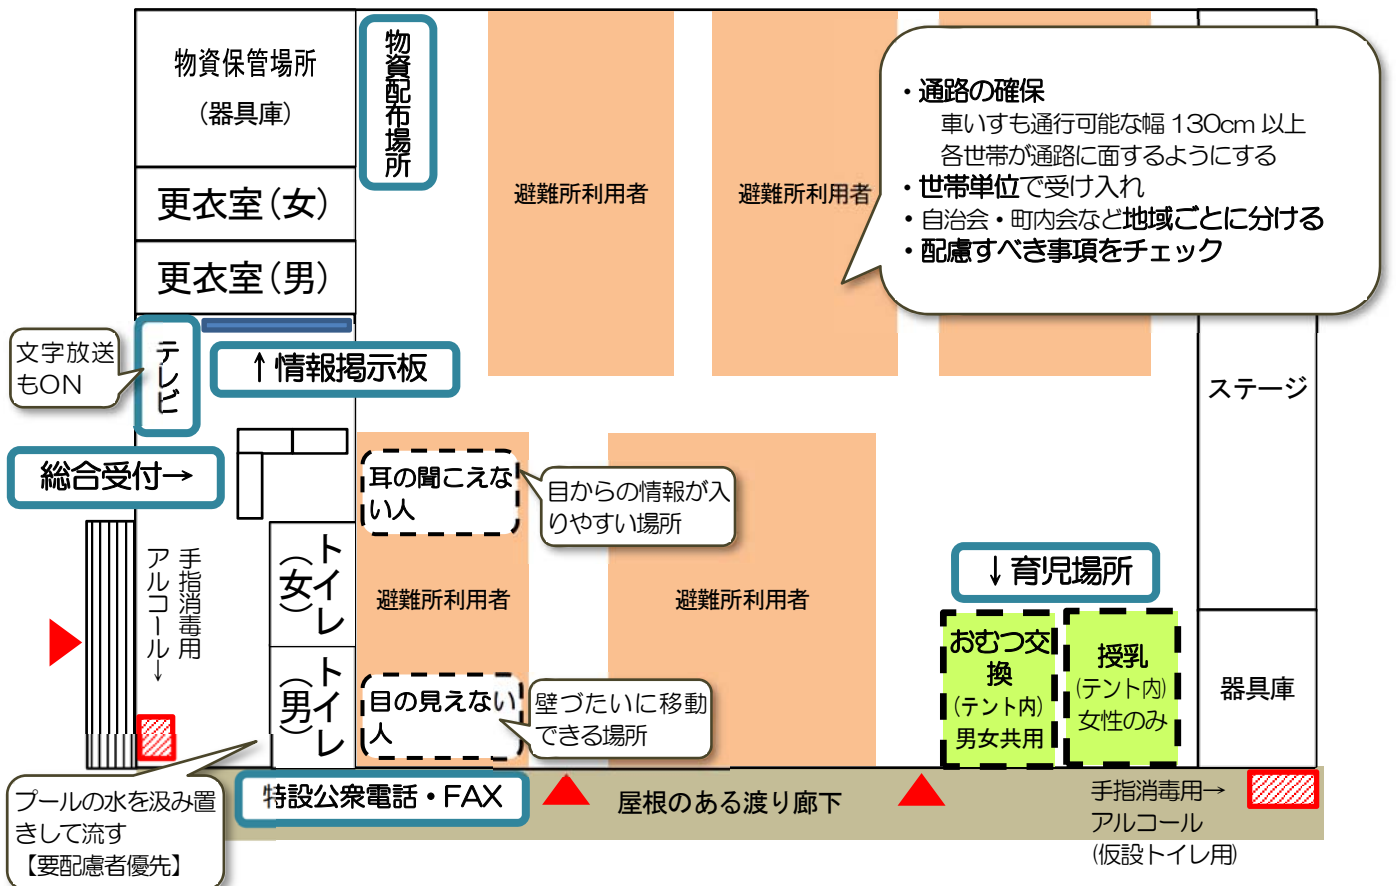 物資保管場所
(器具庫)
物資配布場所
更衣室(女)
更衣室(男)
避難所利用者
避難所利用者
・通路の確保
車いすも通行可能な幅 130cm 以上
各世帯が通路に面するようにする
・世帯単位で受け入れ
・自治会・町内会など地域ごとに分ける
・配慮すべき事項をチェック
文字放送
もON
テレビ
↑情報掲示板
ステージ
総合受付→
耳の聞こえな
い人
目からの情報が入
りやすい場所
手指消毒用
アルコール→
トイレ
(女)
避難所利用者
避難所利用者
↓育児場所
おむつ交
換
(テント内)
男女共用
授乳
(テント内)
女性のみ
器具庫
トイレ
(男)
目の見えない
人
壁づたいに移動
できる場所
プールの水を汲み置
きして流す
【要配慮者優先】
特設公衆電話・FAX
屋根のある渡り廊下
手指消毒用→
アルコール
(仮設トイレ用)